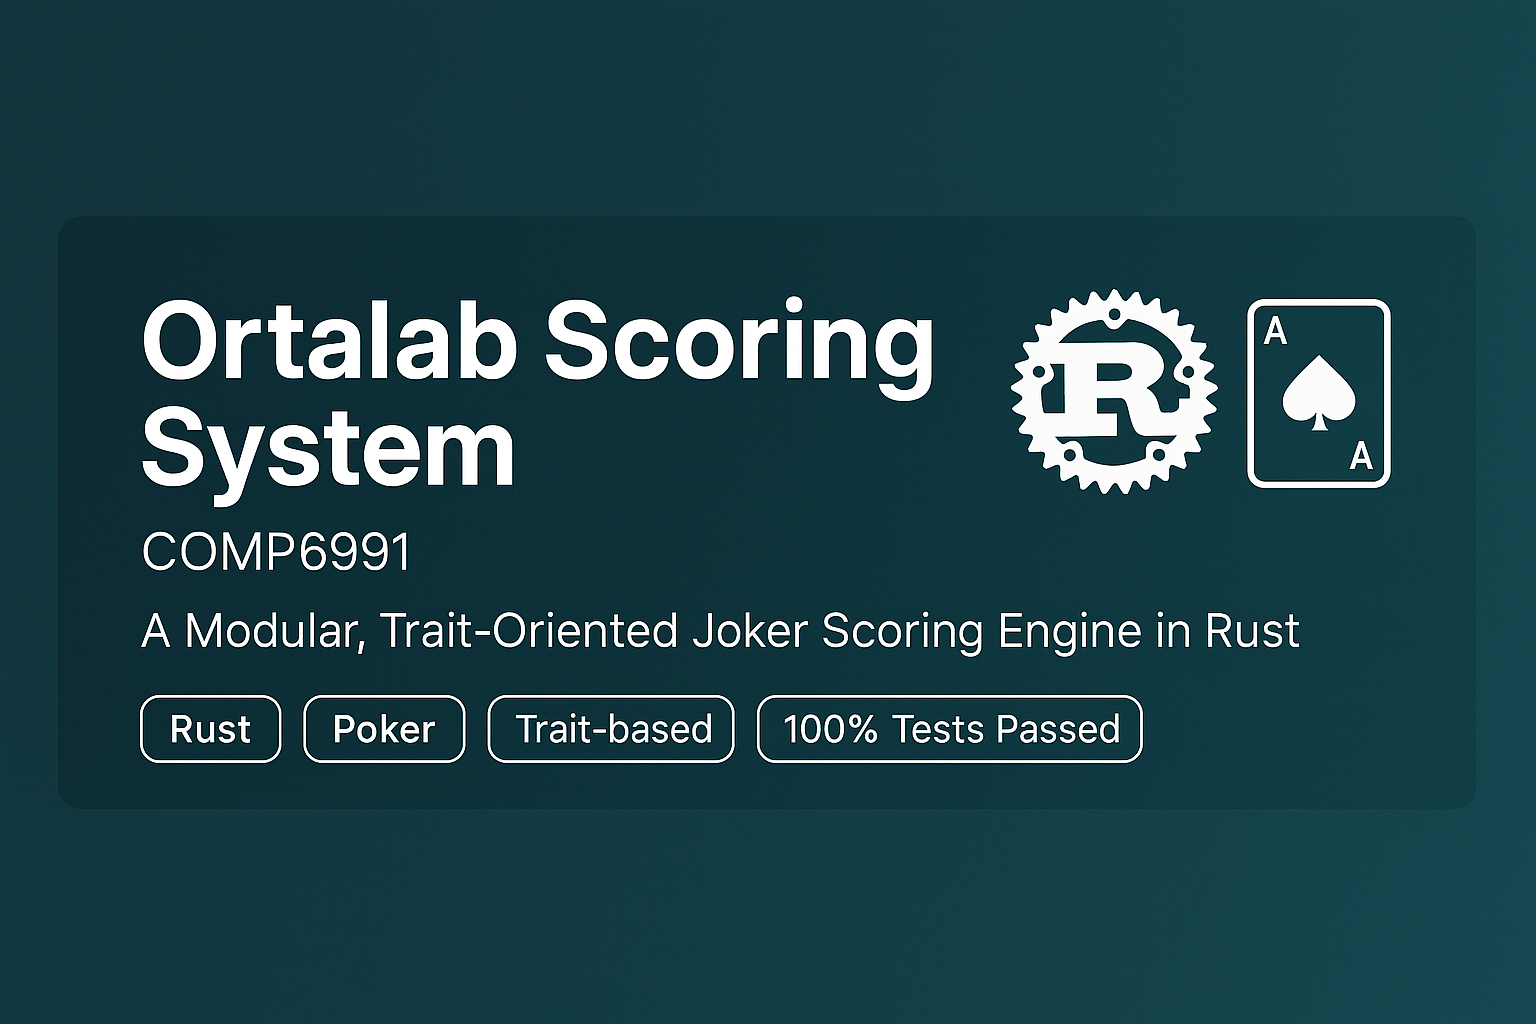 Ortalab Scoring
System
R
A
A
COMP6991
A Modular, Trait-Oriented Joker Scoring Engine in Rust
Rust
Poker
Trait-based
100% Tests Passed